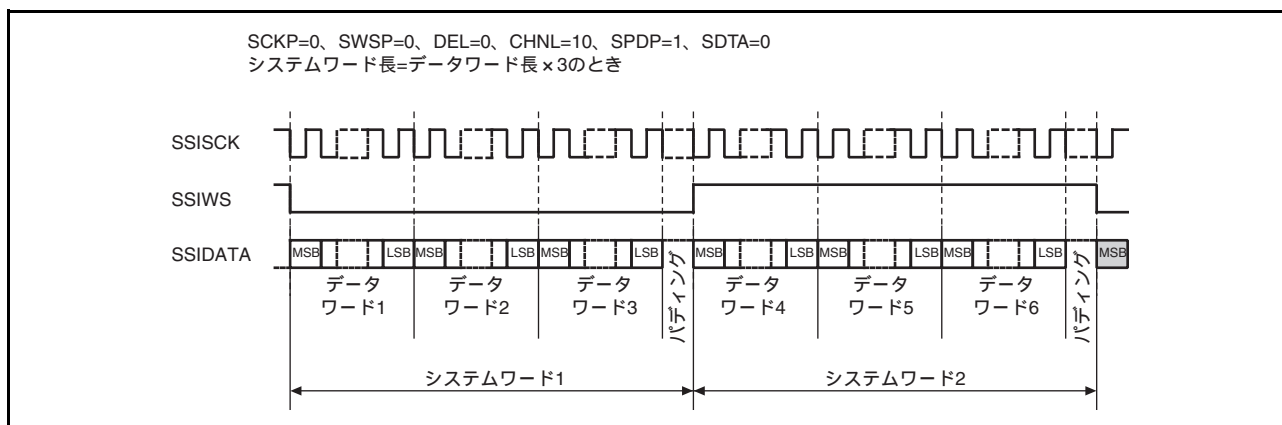 SCKP=0、SWSP=0、DEL=0、CHNL=10、SPDP=1、SDTA=0
システムワード長=データワード長×3のとき
SSISCK
SSIWS
SSIDATA
MSB LSB MSB LSB MSB LSB MSB LSB MSB LSB MSB LSB MSB
データ データ データ パディング データ データ データ パディング
ワード1 ワード2 ワード3 ワード4 ワード5 ワード6
システムワード1 システムワード2